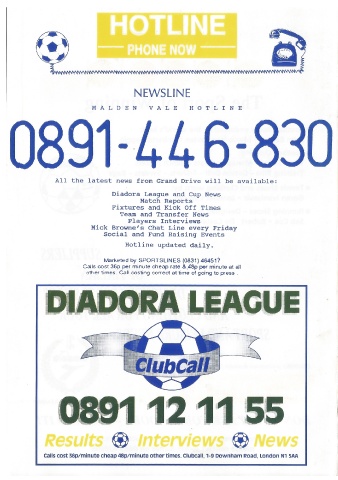 HOTLINE
PHONE NOW
NEWSLINE
MALDEN VALE HOTLINE
0891-446-830
All the latest news from Grand Drive will be available:
Diadora League and Cup News
Match Reports
Fixtures and Kick Off Times
Team and Transfer News
Players Interviews
Mick Browne's Chat Line every Friday
Social and Fund Raising Events
Hotline updated daily.
Marketed by SPORTSLINES (0831) 464517
Calls cost 36p per minute cheap rate & 48p per minute at all
other times. Call costing correct at time of going to press.
DIADORA LEAGUE
ClubCall
0891 12 11 55
Results Interviews News
Calls cost 36p/minute cheap 48p/minute other times. Clubcall, 1-9 Downham Road, London N1 5AA